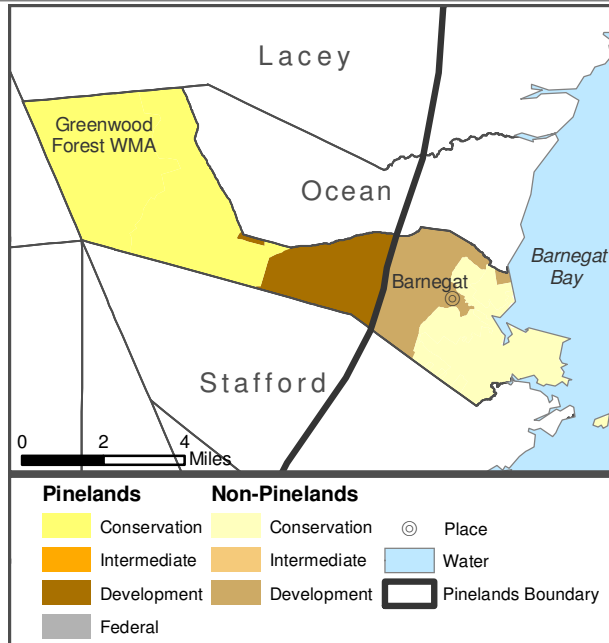 Lacey
Greenwood
Forest WMA
Ocean
Barnegat
Bay
Barnegat
Stafford
0 2 4
Miles
Pinelands
Non-Pinelands
Conservation
Conservation
Place
Intermediate
Intermediate
Water
Development
Development
Pinelands Boundary
Federal